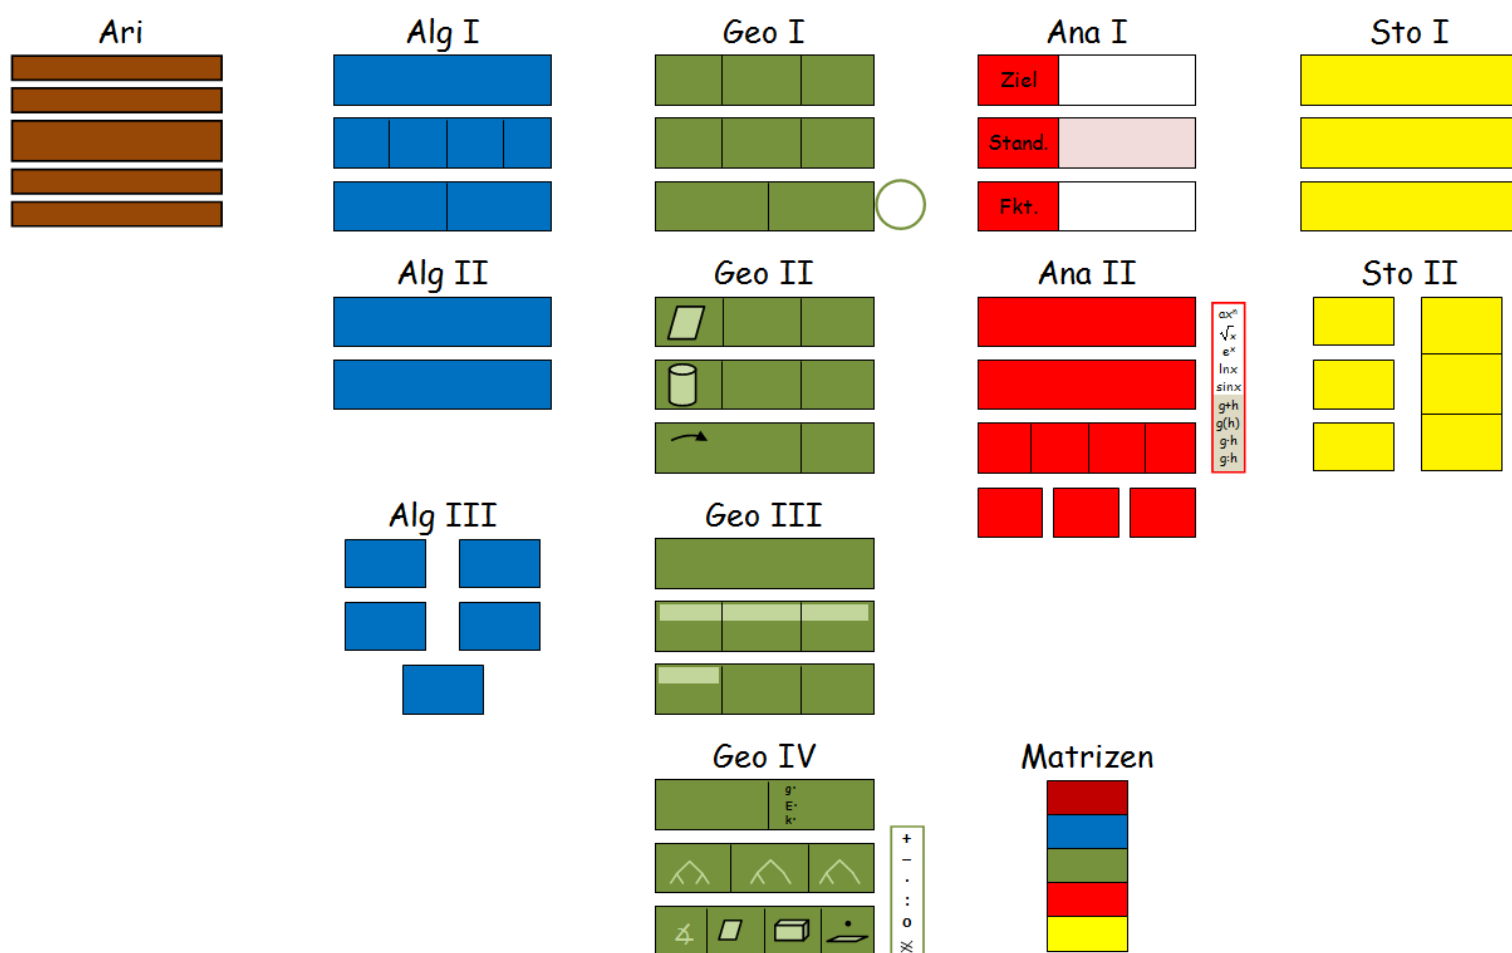 Ari
Alg I
Geo I
Ana I
Sto I
Ziel
Stand.
Fkt.
Alg II
Geo II
Ana II
Sto II
axⁿ
√x
eˣ
lnx
sinx
g+h
g(h)
g·h
g:h
Alg III
Geo III
Geo IV
Matrizen
g·
E·
k·
+
−
·
:
o